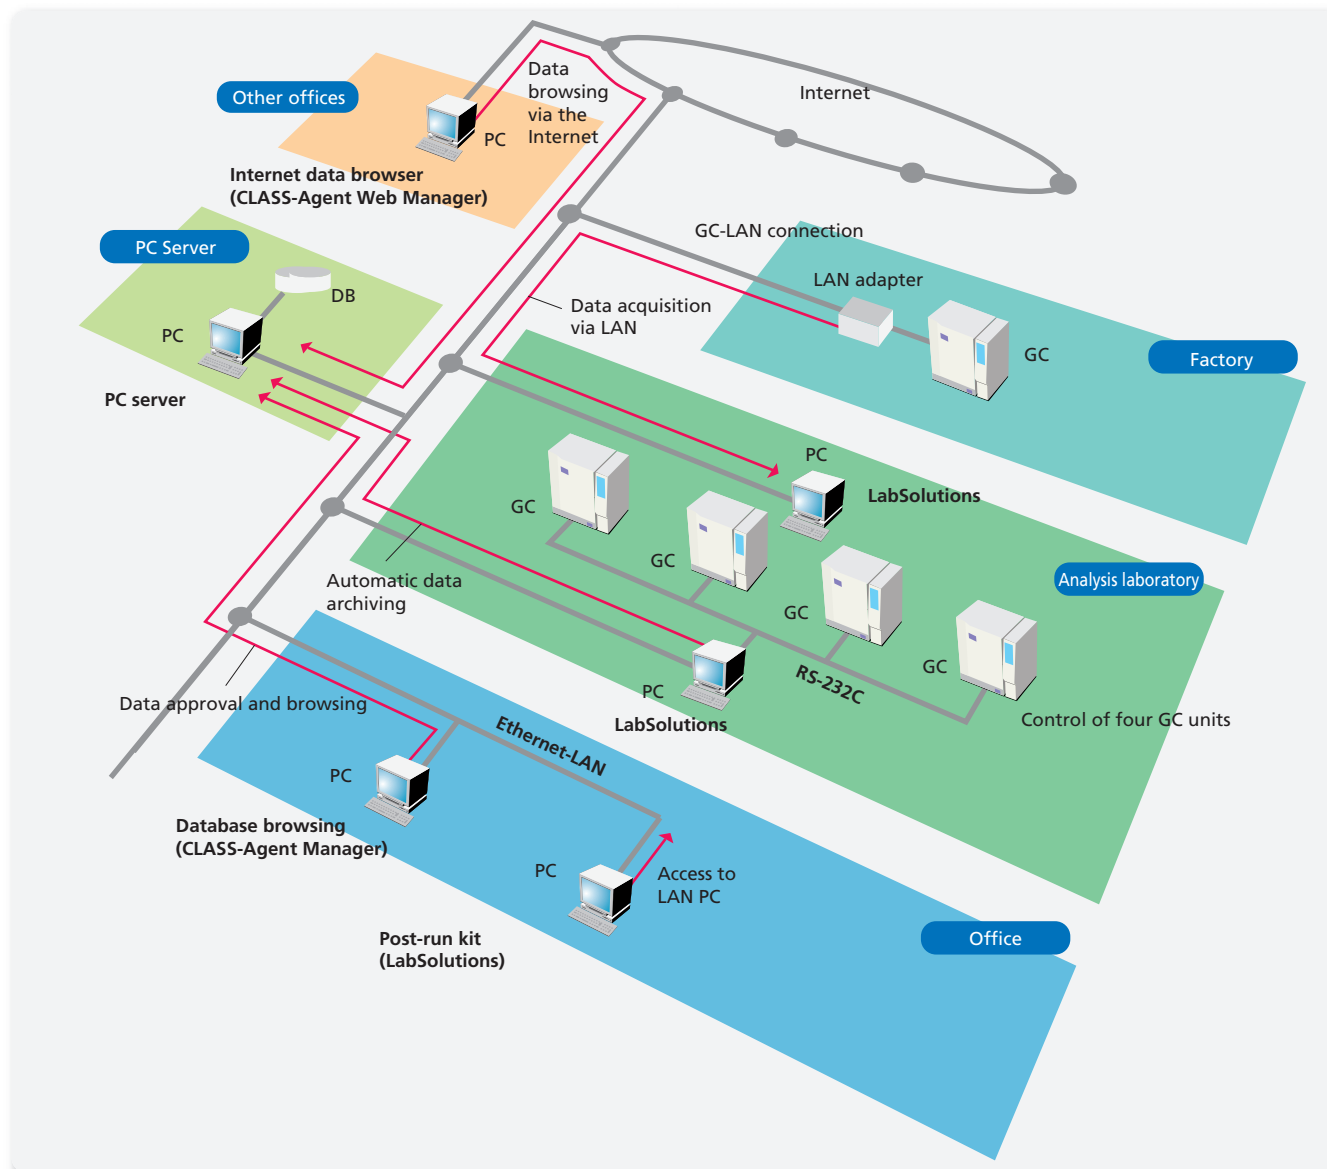 Data
browsing
via the
Internet
Internet
Other offices
PC
Internet data browser
(CLASS-Agent Web Manager)
PC Server
DB
PC
PC server
GC-LAN connection
LAN adapter
GC
Factory
Data acquisition
via LAN
PC
LabSolutions
GC
GC
GC
GC
Analysis laboratory
Automatic data
archiving
RS-232C
PC
LabSolutions
Control of four GC units
Data approval and browsing
Ethernet-LAN
PC
Database browsing
(CLASS-Agent Manager)
PC
Access to
LAN PC
Post-run kit
(LabSolutions)
Office